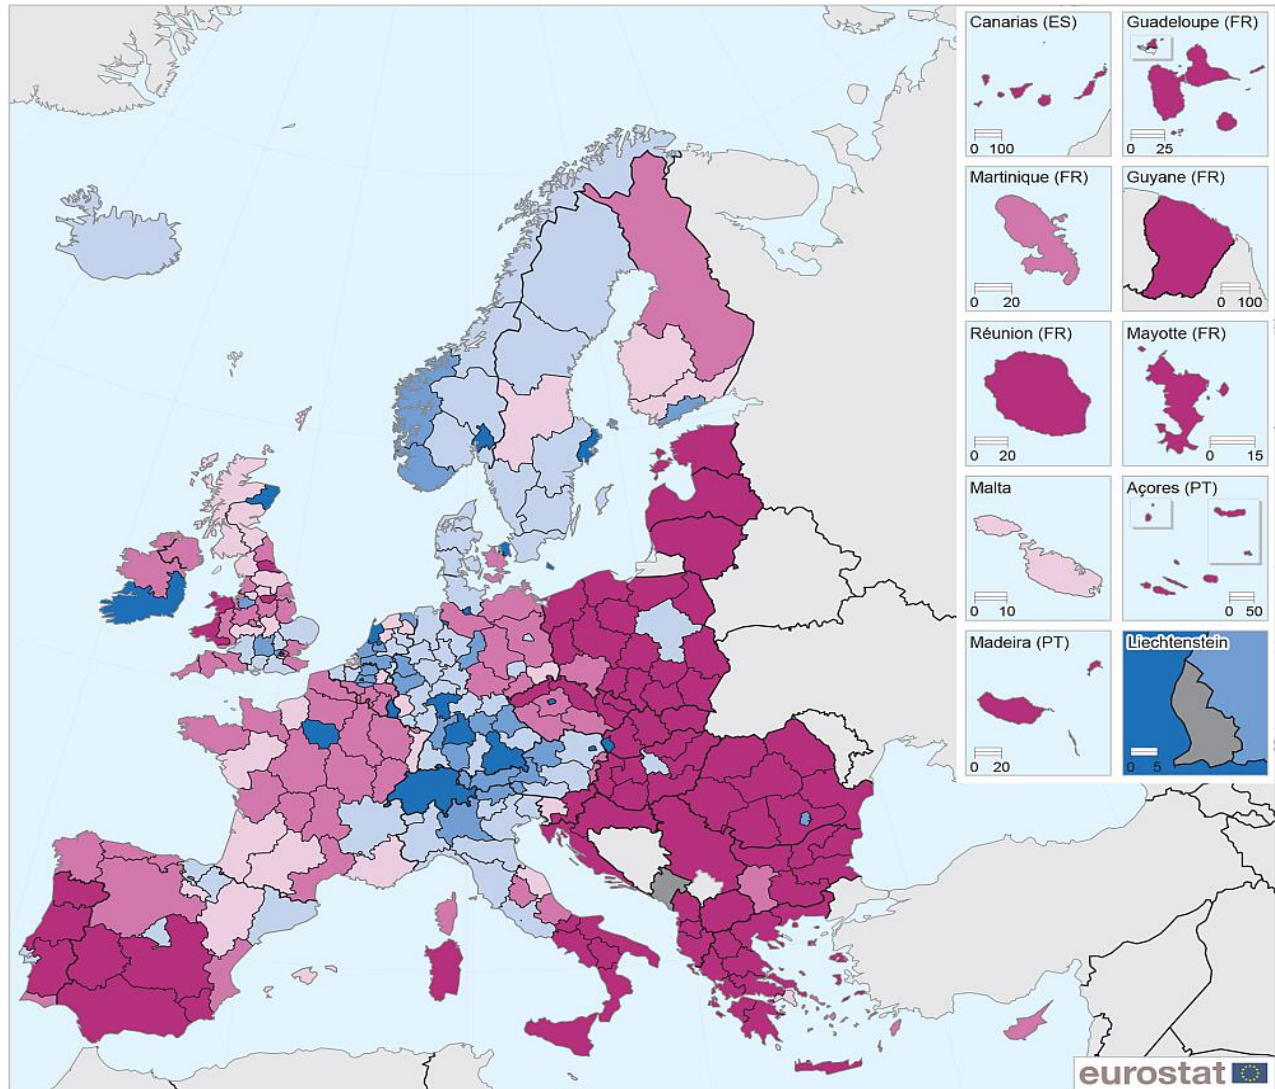 Canarias (ES)
0 100
Guadeloupe (FR)
0 25
Martinique (FR)
0 20
Guyane (FR)
0 100
Réunion (FR)
0 20
Mayotte (FR)
0 15
Malta
0 10
Açores (PT)
0 50
Madeira (PT)
0 20
Liechtenstein
0 5
eurostat